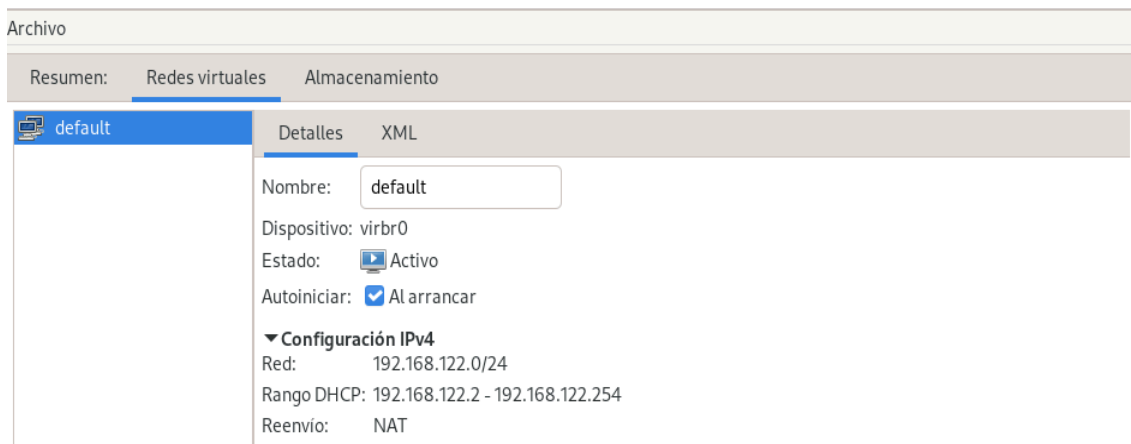 Archivo
Resumen: Redes virtuales Almacenamiento
default
Detalles XML
Nombre: default
Dispositivo: virbr0
Estado: Activo
Autoiniciar: Al arrancar
Configuración IPv4
Red: 192.168.122.0/24
Rango DHCP: 192.168.122.2 - 192.168.122.254
Reenvío: NAT